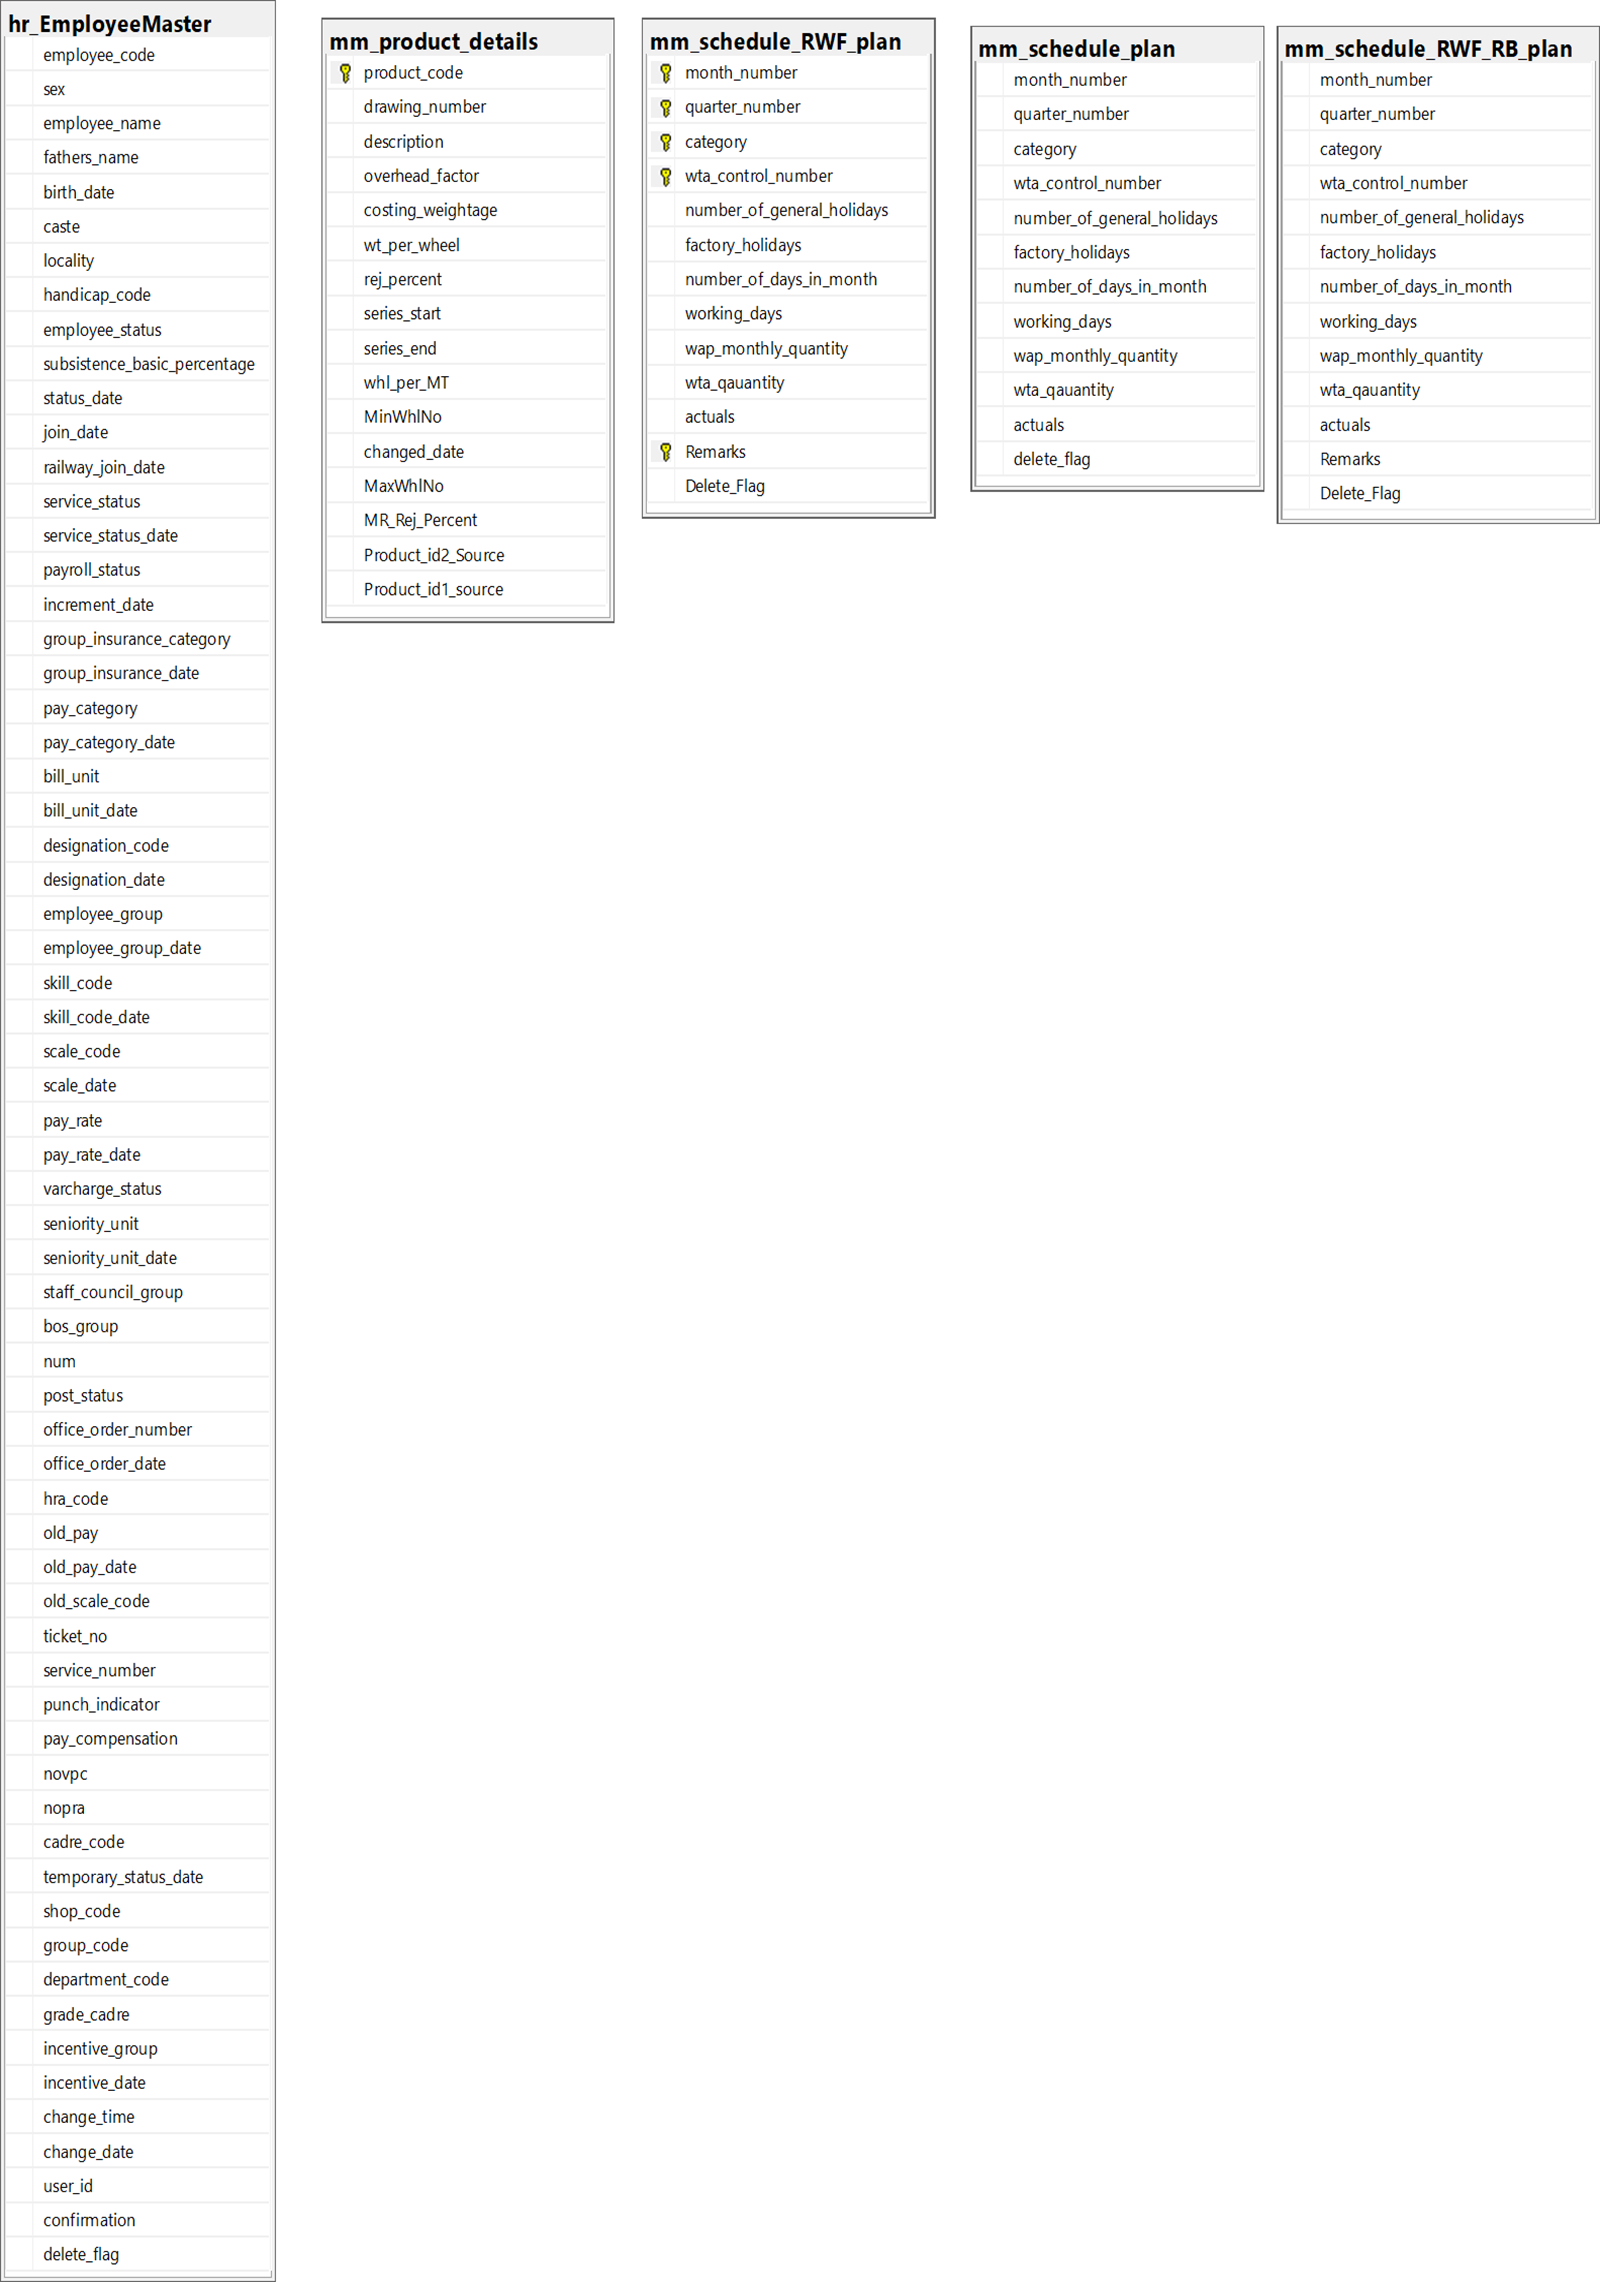 hr_EmployeeMaster
employee_code
sex
employee_name
fathers_name
birth_date
caste
locality
handicap_code
employee_status
subsistence_basic_percentage
status_date
join_date
railway_join_date
service_status
service_status_date
payroll_status
increment_date
group_insurance_category
group_insurance_date
pay_category
pay_category_date
bill_unit
bill_unit_date
designation_code
designation_date
employee_group
employee_group_date
skill_code
skill_code_date
scale_code
scale_date
pay_rate
pay_rate_date
varcharge_status
seniority_unit
seniority_unit_date
staff_council_group
bos_group
num
post_status
office_order_number
office_order_date
hra_code
old_pay
old_pay_date
old_scale_code
ticket_no
service_number
punch_indicator
pay_compensation
novpc
nopra
cadre_code
temporary_status_date
shop_code
group_code
department_code
grade_cadre
incentive_group
incentive_date
change_time
change_date
user_id
confirmation
delete_flag
mm_product_details
product_code
drawing_number
description
overhead_factor
costing_weightage
wt_per_wheel
rej_percent
series_start
series_end
whl_per_MT
MinWhlNo
changed_date
MaxWhlNo
MR_Rej_Percent
Product_id2_Source
Product_id1_source
mm_schedule_RWF_plan
month_number
quarter_number
category
wta_control_number
number_of_general_holidays
factory_holidays
number_of_days_in_month
working_days
wap_monthly_quantity
wta_qauantity
actuals
Remarks
Delete_Flag
mm_schedule_plan
month_number
quarter_number
category
wta_control_number
number_of_general_holidays
factory_holidays
number_of_days_in_month
working_days
wap_monthly_quantity
wta_qauantity
actuals
delete_flag
mm_schedule_RWF_RB_plan
month_number
quarter_number
category
wta_control_number
number_of_general_holidays
factory_holidays
number_of_days_in_month
working_days
wap_monthly_quantity
wta_qauantity
actuals
Remarks
Delete_Flag